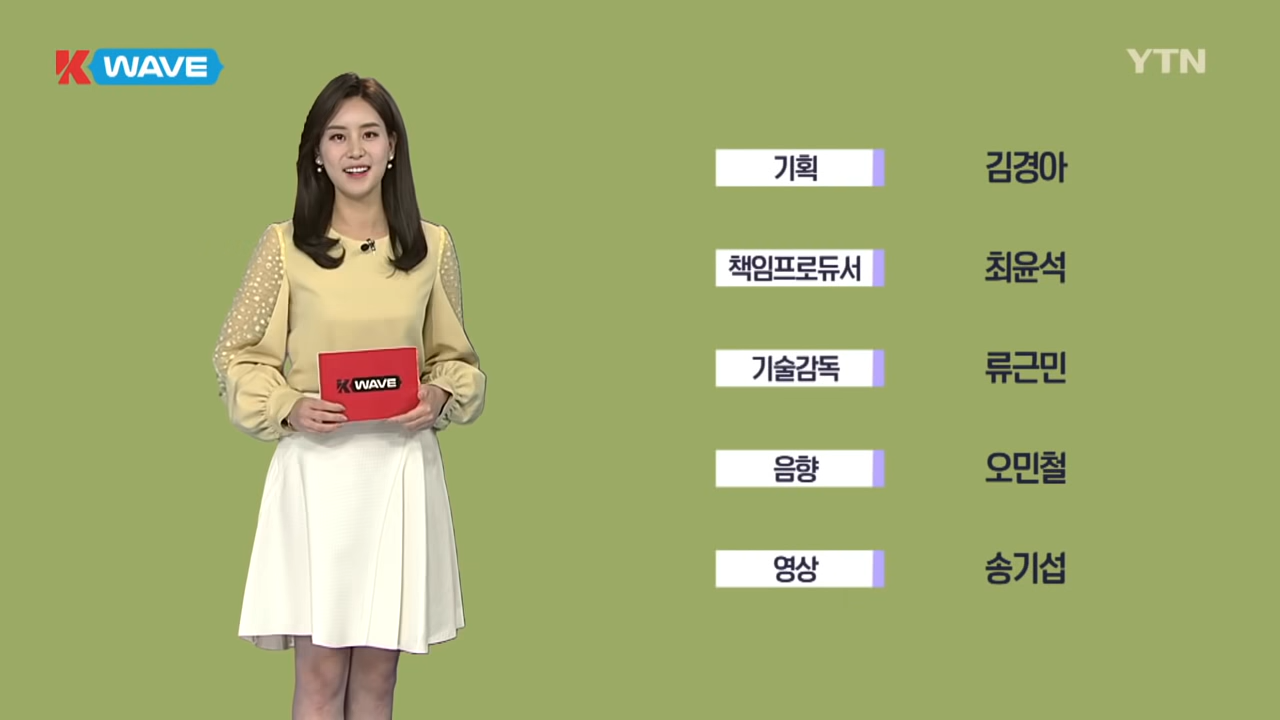 K WAVE
YTN
기획 김경아
책임프로듀서 최윤석
기술감독 류근민
음향 오민철
영상 송기섭
K WAVE